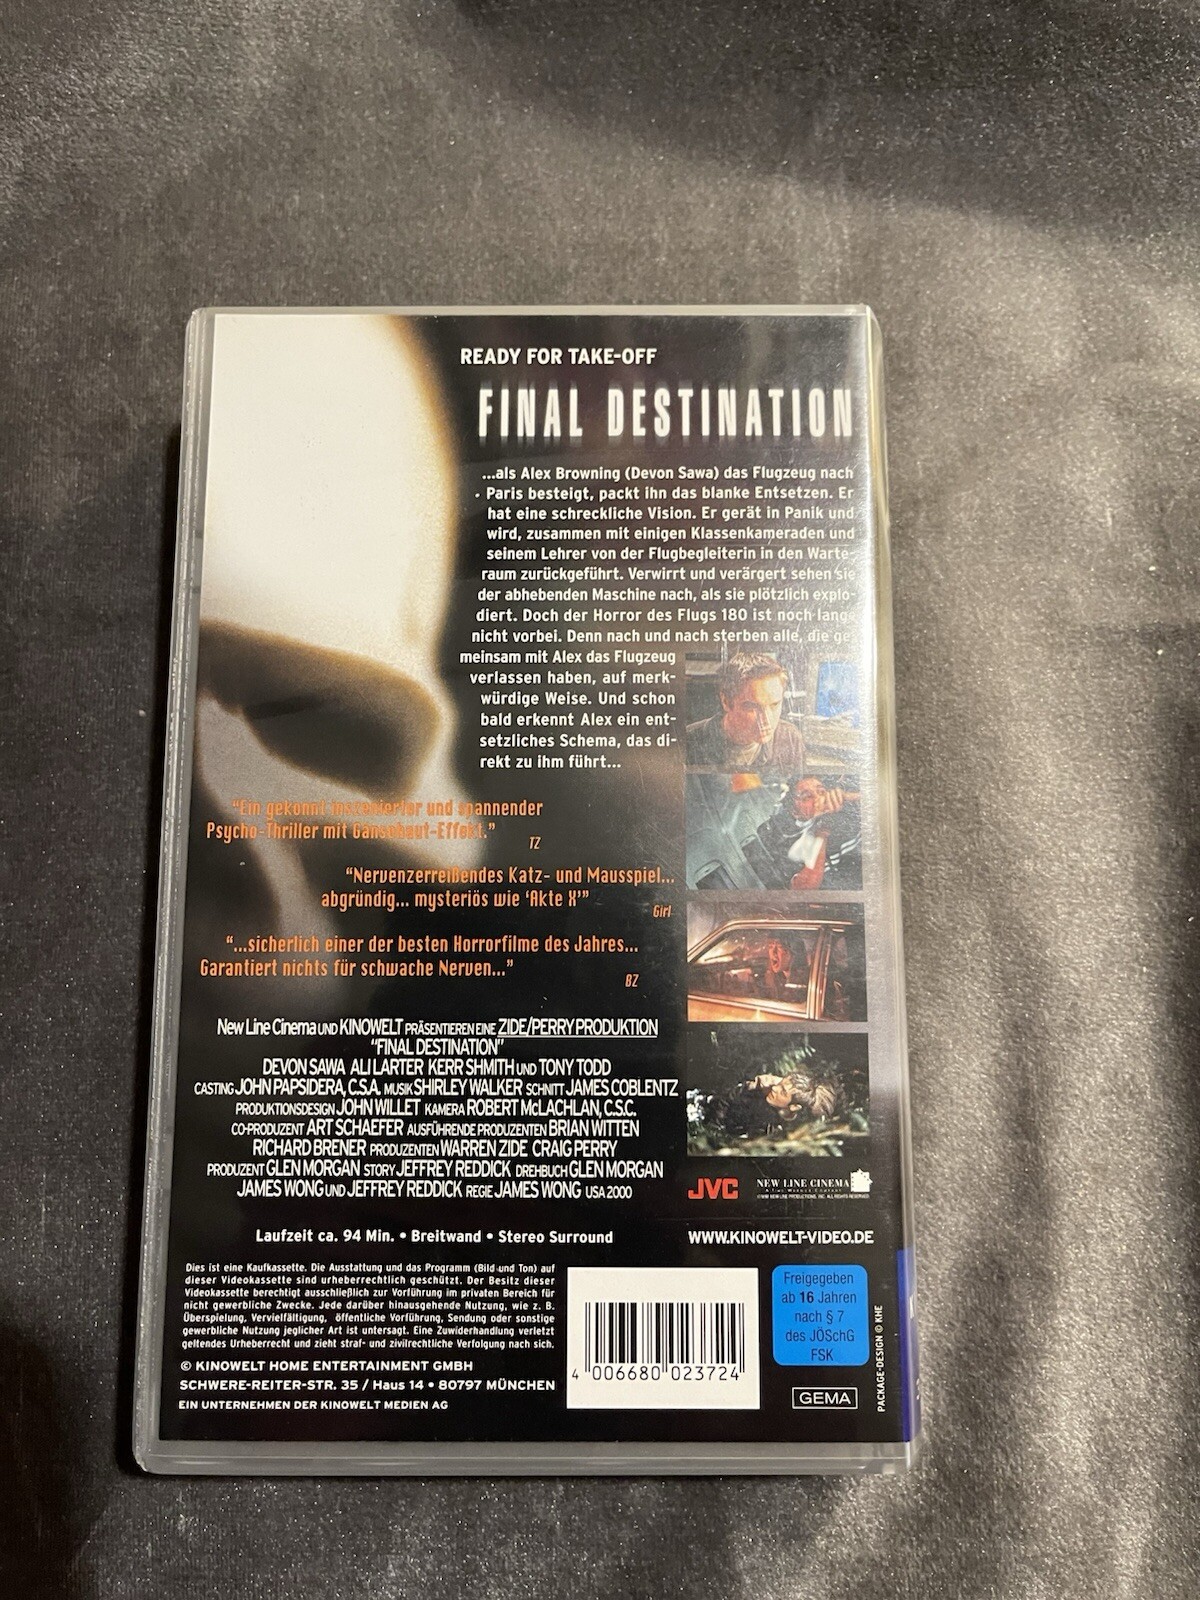 READY FOR TAKE-OFF
FINAL DESTINATION
...als Alex Browning (Devon Sawa) das Flugzeug nach
Paris besteigt, packt ihn das blanke Entsetzen. Er
hat eine schreckliche Vision. Er gerät in Panik und
wird, zusammen mit einigen Klassenkameraden und
seinem Lehrer von der Flugbegleiterin in den Warte-
raum zurückgeführt. Verwirrt und verärgert sehen sie
der abhebenden Maschine nach, als sie plötzlich explo-
diert. Doch der Horror des Flugs 180 ist noch lange
nicht vorbei. Denn nach und nach sterben alle, die ge-
meinsam mit Alex das Flugzeug
verlassen haben, auf merk-
würdige Weise. Und schon
bald erkennt Alex ein ent-
setzliches Schema, das di-
rekt zu ihm führt...
"Ein gekonnt inszenierter und spannender
Psycho-Thriller mit Gänsehaut-Effekt."
TZ
"Nervenzerreißendes Katz- und Mausspiel...
abgründig... mysteriös wie 'Akte X'"
Girl
"...sicherlich einer der besten Horrorfilme des Jahres...
Garantiert nichts für schwache Nerven..."
BZ
New Line Cinema UND KINOWELT PRÄSENTIEREN EINE ZIDE/PERRY PRODUKTION
"FINAL DESTINATION"
DEVON SAWA ALI LARTER KERR SHMITH UND TONY TODD
CASTING JOHN PAPSIDERA, C.S.A. MUSIK SHIRLEY WALKER SCHNITT JAMES COBLENTZ
PRODUKTIONSDESIGN JOHN WILLET KAMERA ROBERT McLACHLAN, C.S.C.
CO-PRODUZENT ART SCHAEFER AUSFÜHRENDE PRODUZENTEN BRIAN WITTEN
RICHARD BRENER PRODUZENTEN WARREN ZIDE CRAIG PERRY
PRODUZENT GLEN MORGAN STORY JEFFREY REDDICK DREHBUCH GLEN MORGAN
JAMES WONG UND JEFFREY REDDICK REGIE JAMES WONG USA 2000
JVC
NEW LINE CINEMA
Laufzeit ca. 94 Min. • Breitwand • Stereo Surround
WWW.KINOWELT-VIDEO.DE
Dies ist eine Kaufkassette. Die Ausstattung und das Programm (Bild und Ton) auf
dieser Videokassette sind urheberrechtlich geschützt. Der Besitz dieser
Videokassette berechtigt ausschließlich zur Vorführung im privaten Bereich für
nicht gewerbliche Zwecke. Jede darüber hinausgehende Nutzung, wie z. B.
Überspielung, Vervielfältigung, öffentliche Vorführung, Sendung oder sonstige
gewerbliche Nutzung jeglicher Art ist untersagt. Eine Zuwiderhandlung verletzt
geltendes Urheberrecht und zieht straf- und zivilrechtliche Verfolgung nach sich.
© KINOWELT HOME ENTERTAINMENT GMBH
SCHWERE-REITER-STR. 35 / Haus 14 • 80797 MÜNCHEN
EIN UNTERNEHMEN DER KINOWELT MEDIEN AG
4 006680 023724
Freigegeben
ab 16 Jahren
nach § 7
des JÖSchG
FSK
GEMA
PACKAGE-DESIGN © KHE